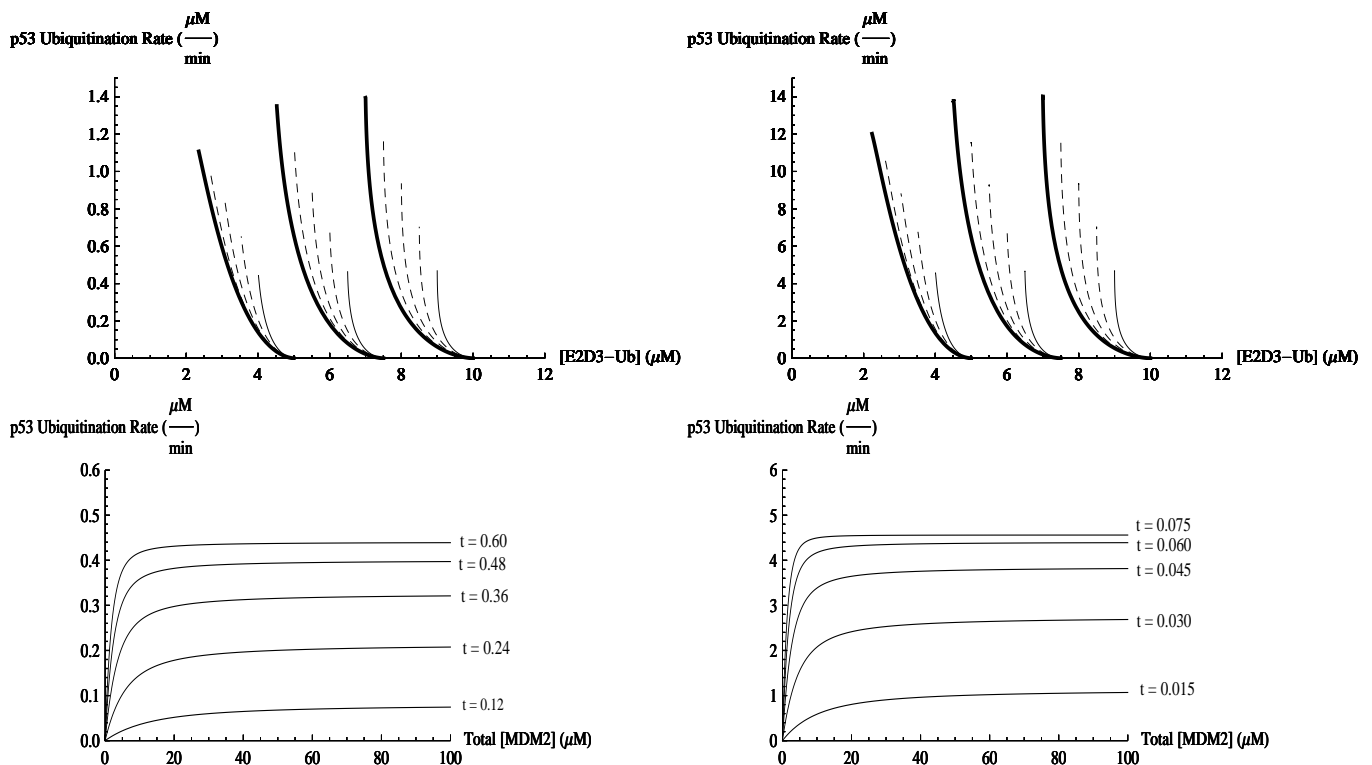 μM
p53 Ubiquitination Rate (——)
min
1.4
1.2
1.0
0.8
0.6
0.4
0.2
0.0
0 2 4 6 8 10 12
[E2D3−Ub] (μM)
μM
p53 Ubiquitination Rate (——)
min
14
12
10
8
6
4
2
0
0 2 4 6 8 10 12
[E2D3−Ub] (μM)
μM
p53 Ubiquitination Rate (——)
min
0.6
0.5
0.4
0.3
0.2
0.1
0.0
t = 0.60
t = 0.48
t = 0.36
t = 0.24
t = 0.12
0 20 40 60 80 100
Total [MDM2] (μM)
μM
p53 Ubiquitination Rate (——)
min
6
5
4
3
2
1
0
t = 0.075
t = 0.060
t = 0.045
t = 0.030
t = 0.015
0 20 40 60 80 100
Total [MDM2] (μM)